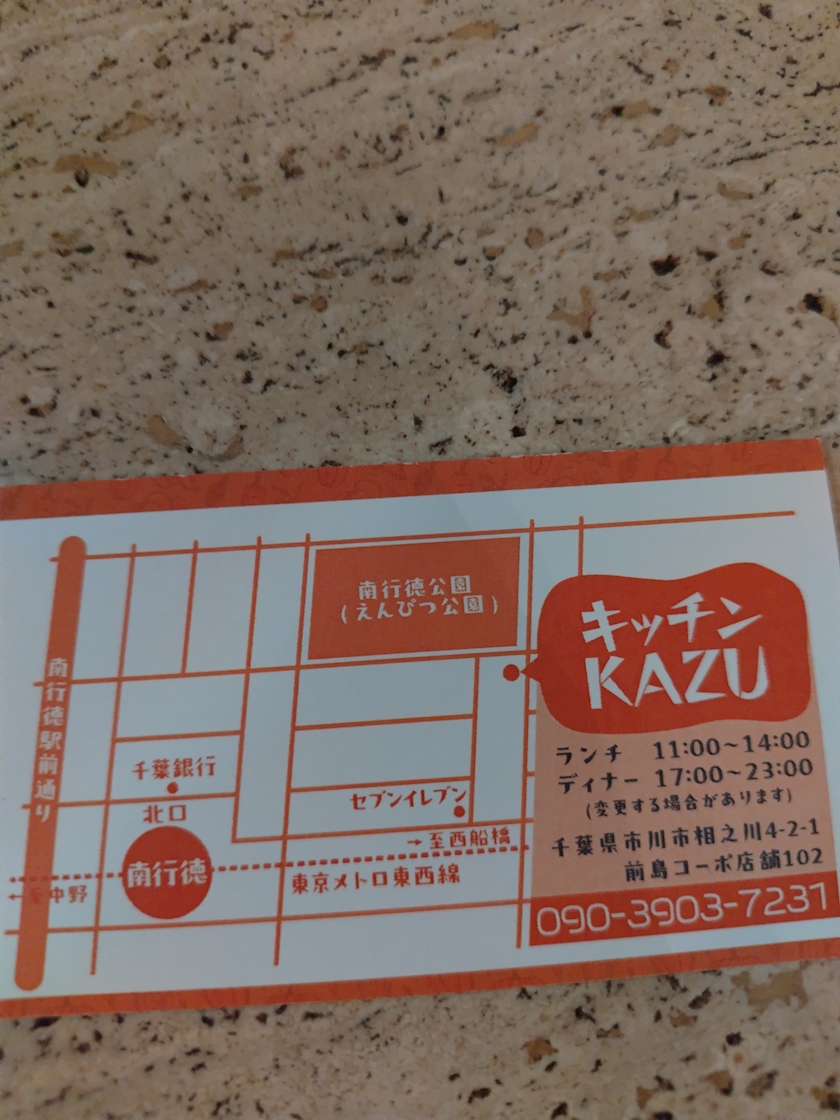 南行徳公園
(えんぴつ公園)
キッチン
KAZU
南行徳駅前通り
ランチ 11:00~14:00
千葉銀行
ディナー 17:00~23:00
セブンイレブン
(変更する場合があります)
北口
→至西船橋
千葉県市川市相之川4-2-1
南行徳
東京メトロ東西線
前島コーポ店舗102
←至中野
090-3903-7231